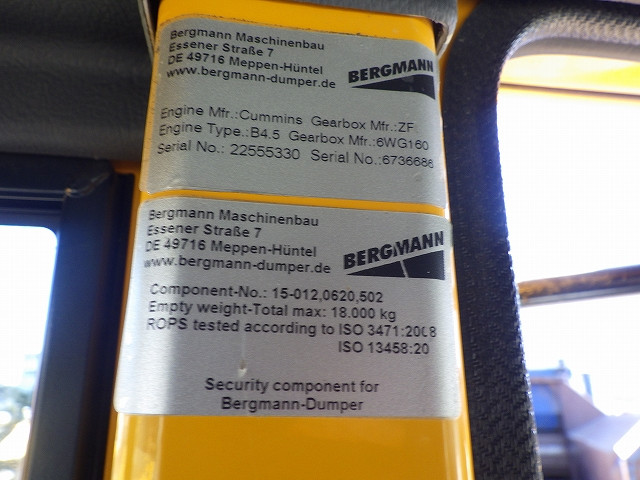 Bergmann Maschinenbau
Essener Straße 7
DE 49716 Meppen-Hüntel
www.bergmann-dumper.de
BERGMANN
Engine Mfr.:Cummins Gearbox Mfr.:ZF
Engine Type.:B4.5 Gearbox Mfr.:6WG160
Serial No.: 22555330 Serial No.:6736686
Bergmann Maschinenbau
Essener Straße 7
DE 49716 Meppen-Hüntel
www.bergmann-dumper.de
BERGMANN
Component-No.: 15-012,0620,502
Empty weight-Total max: 18.000 kg
ROPS tested according to ISO 3471:2008
ISO 13458:20
Security component for
Bergmann-Dumper